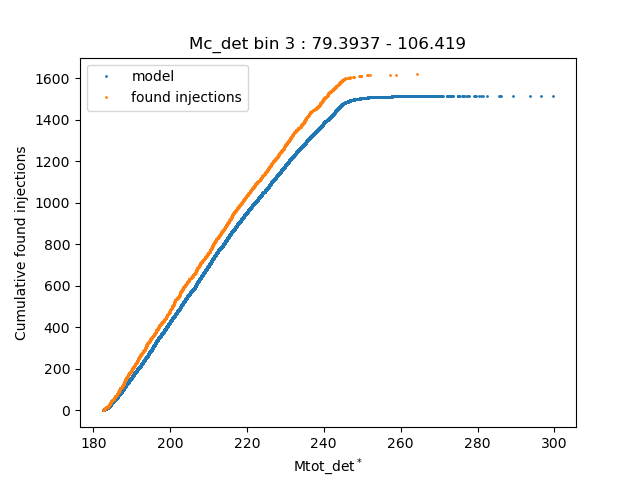 Mc_det bin 3 : 79.3937 - 106.419
model
found injections
1600
1400
1200
1000
800
600
400
200
0
Cumulative found injections
180 200 220 240 260 280 300
Mtot_det*